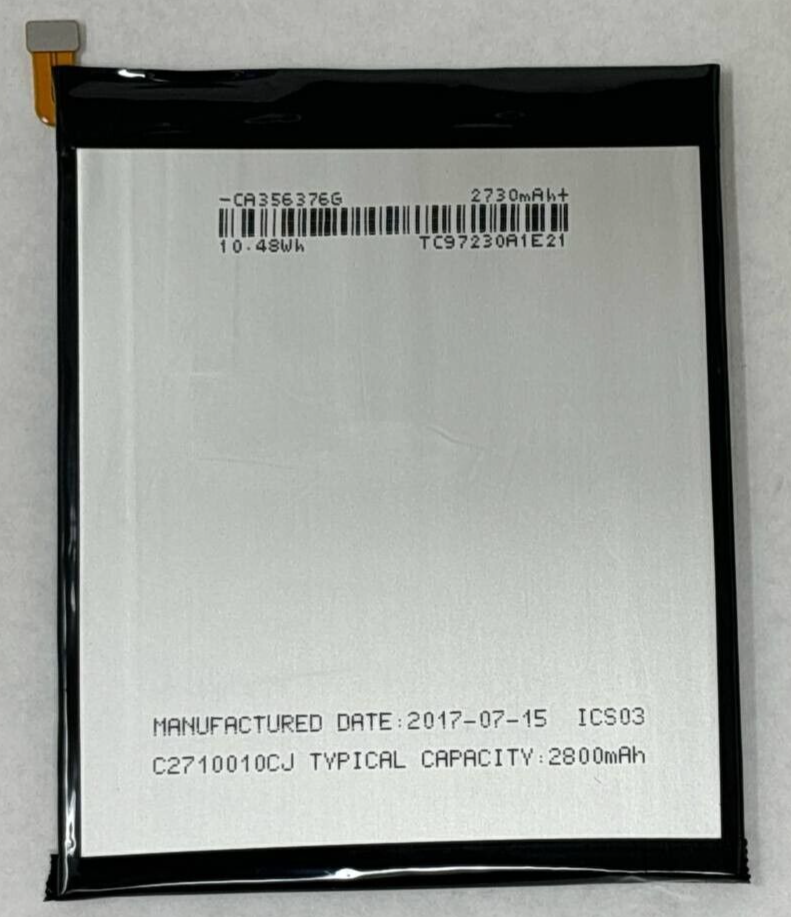 -CA356376G 2730mAh+
10.48Wh TC97230A1E21
MANUFACTURED DATE:2017-07-15 ICS03
C2710010CJ TYPICAL CAPACITY:2800mAh